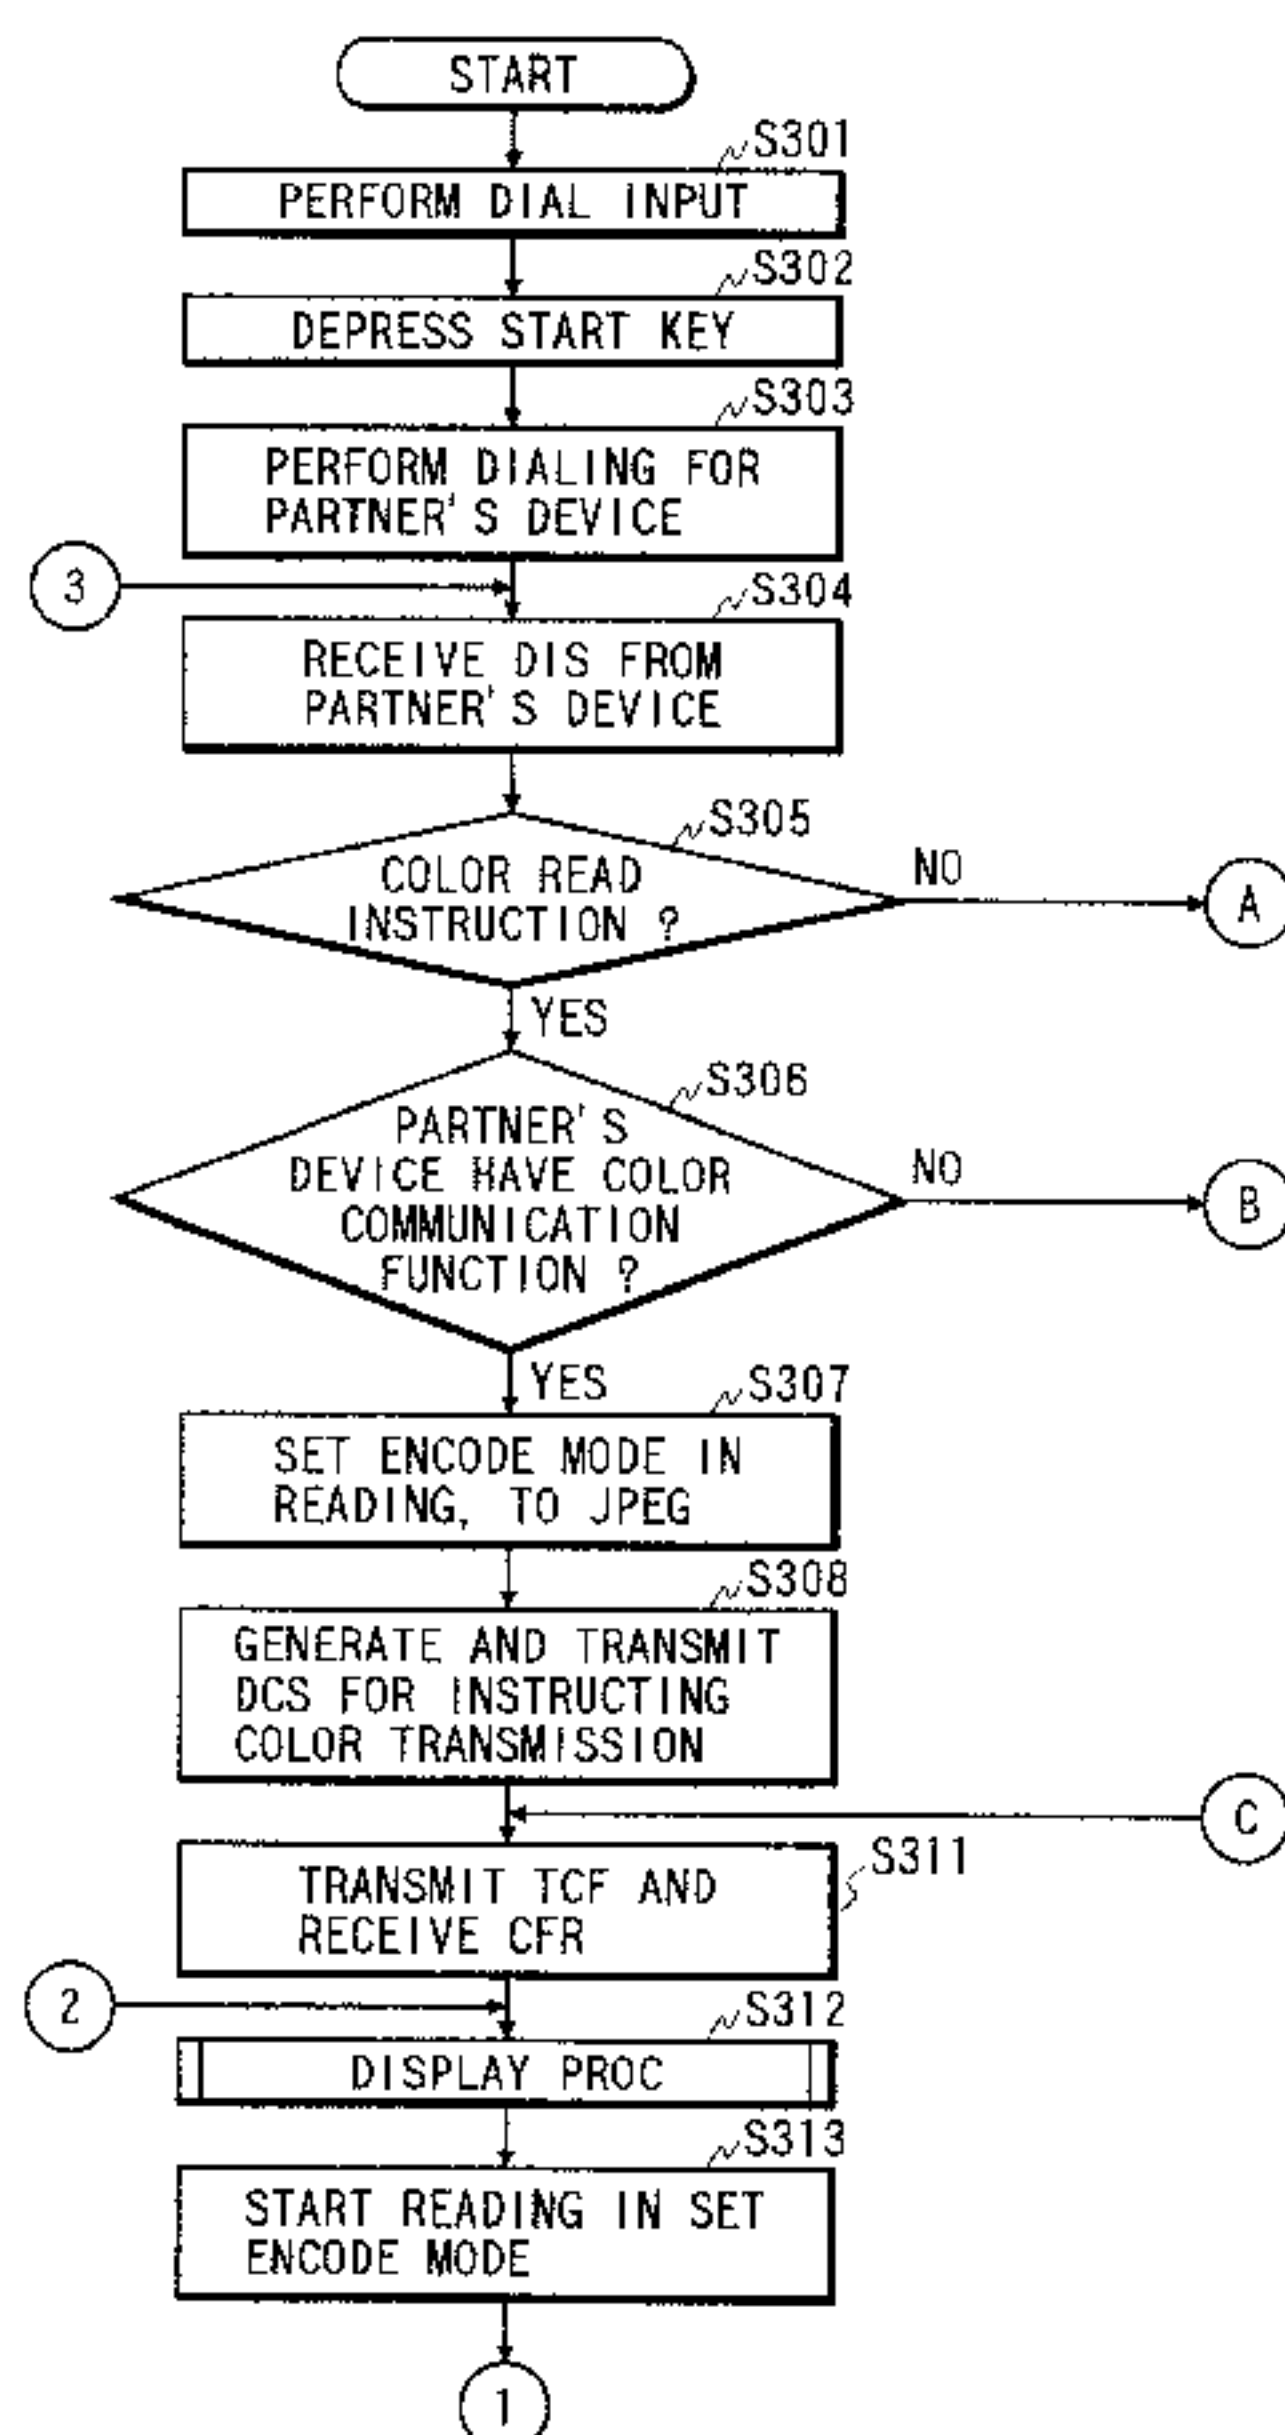 START
S301
PERFORM DIAL INPUT
S302
DEPRESS START KEY
S303
PERFORM DIALING FOR
PARTNER'S DEVICE
3
S304
RECEIVE DIS FROM
PARTNER'S DEVICE
S305
COLOR READ
INSTRUCTION ?
NO
A
YES
S306
PARTNER'S
DEVICE HAVE COLOR
COMMUNICATION
FUNCTION ?
NO
B
YES
S307
SET ENCODE MODE IN
READING, TO JPEG
S308
GENERATE AND TRANSMIT
DCS FOR INSTRUCTING
COLOR TRANSMISSION
C
S311
TRANSMIT TCF AND
RECEIVE CFR
2
S312
DISPLAY PROC
S313
START READING IN SET
ENCODE MODE
1